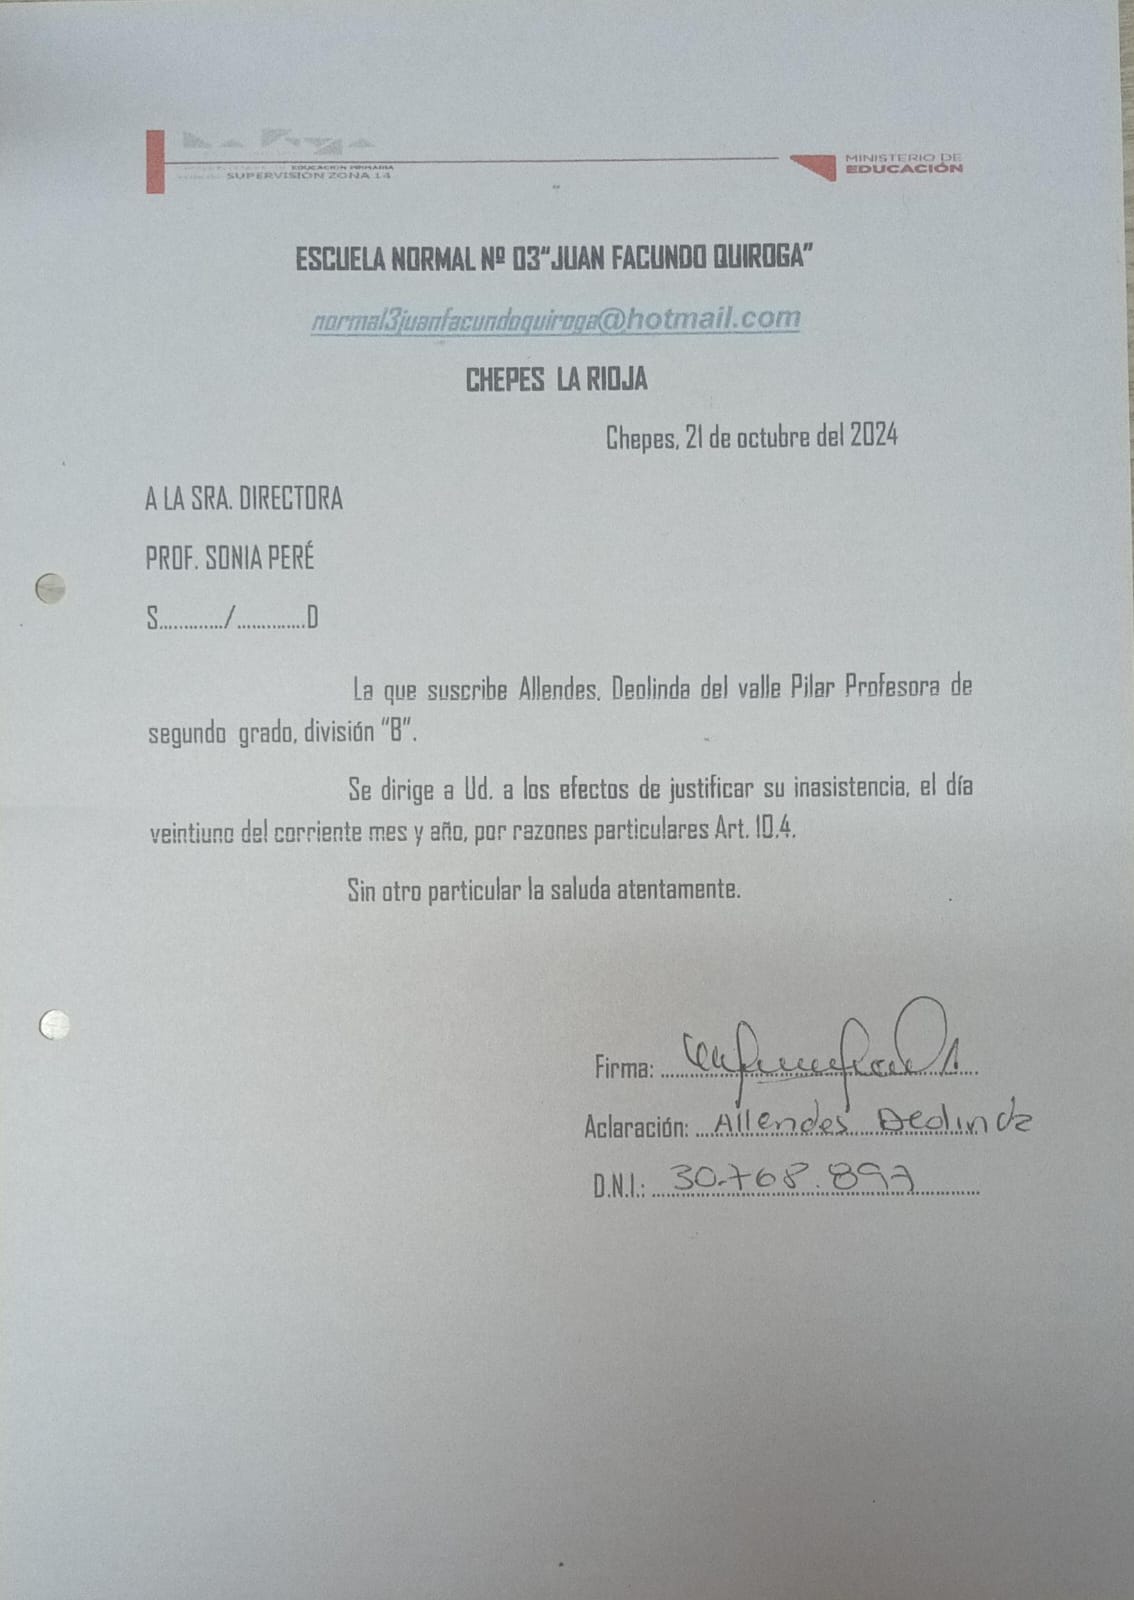 EDUCACIÓN PRIMARIA
SUPERVISIÓN ZONA 14
MINISTERIO DE
EDUCACIÓN
ESCUELA NORMAL Nº 03“JUAN FACUNDO QUIROGA”
normal3juanfacundoquiroga@hotmail.com
CHEPES LA RIOJA
Chepes, 21 de octubre del 2024
A LA SRA. DIRECTORA
PROF. SONIA PERÉ
S............/..............D
La que suscribe Allendes, Deolinda del valle Pilar Profesora de
segundo grado, división “B”.
Se dirige a Ud. a los efectos de justificar su inasistencia, el día
veintiuno del corriente mes y año, por razones particulares Art. 10.4.
Sin otro particular la saluda atentamente.
Firma:
Aclaración: Allendes Deolinda
D.N.I.: 30.768.897